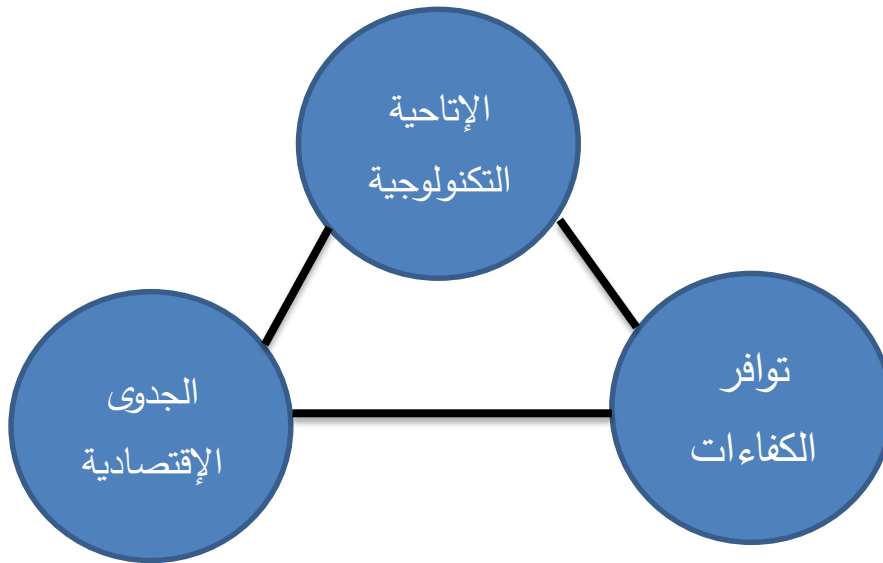 الإتاحية
التكنولوجية
توافر
الكفاءات
الجدوى
الإقتصادية